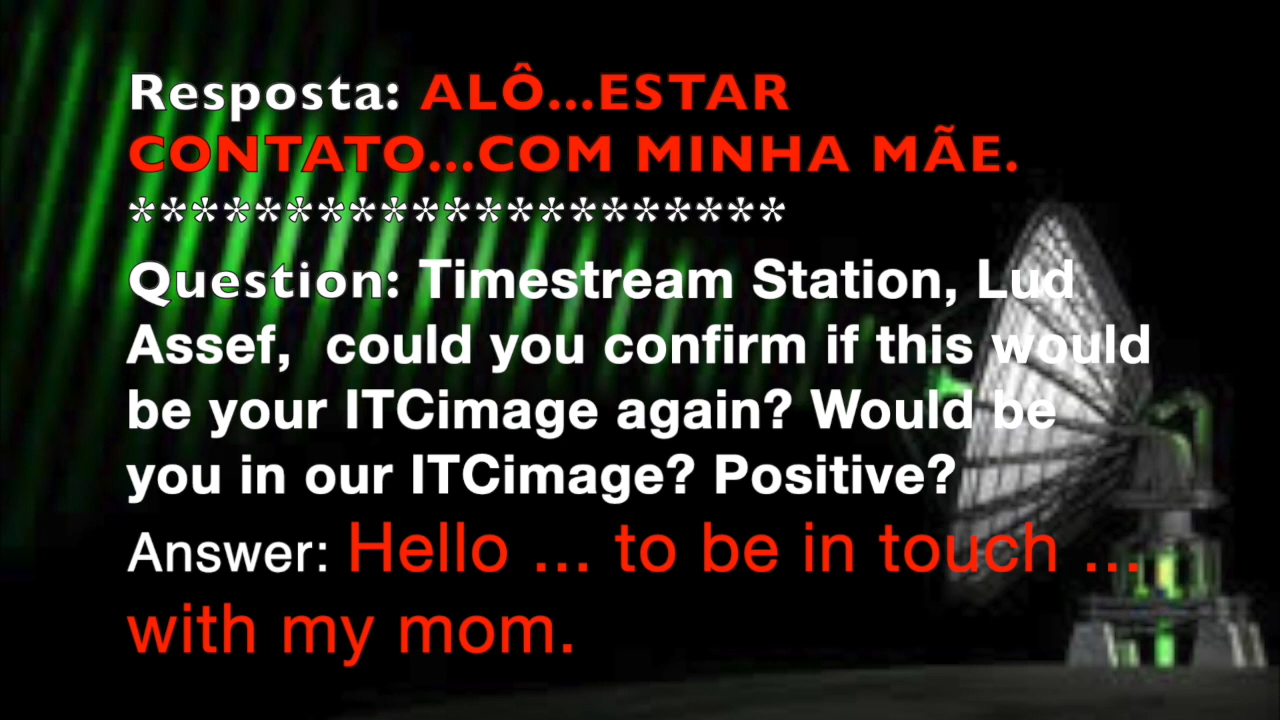 Resposta: ALÔ...ESTAR
CONTATO...COM MINHA MÃE.
*********************
Question: Timestream Station, Lud
Assef,  could you confirm if this would
be your ITCimage again? Would be
you in our ITCimage? Positive?
Answer: Hello ... to be in touch ...
with my mom.